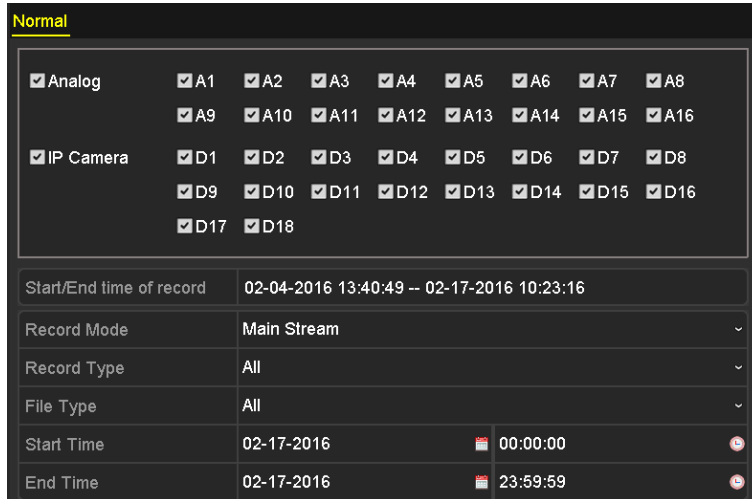 Normal
Analog A1 A2 A3 A4 A5 A6 A7 A8
A9 A10 A11 A12 A13 A14 A15 A16
IP Camera D1 D2 D3 D4 D5 D6 D7 D8
D9 D10 D11 D12 D13 D14 D15 D16
D17 D18
Start/End time of record 02-04-2016 13:40:49 -- 02-17-2016 10:23:16
Record Mode Main Stream
Record Type All
File Type All
Start Time 02-17-2016 00:00:00
End Time 02-17-2016 23:59:59